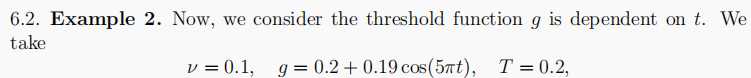 6.2. Example 2. Now, we consider the threshold function g is dependent on t. We
take
ν = 0.1, g = 0.2 + 0.19 cos(5πt), T = 0.2,